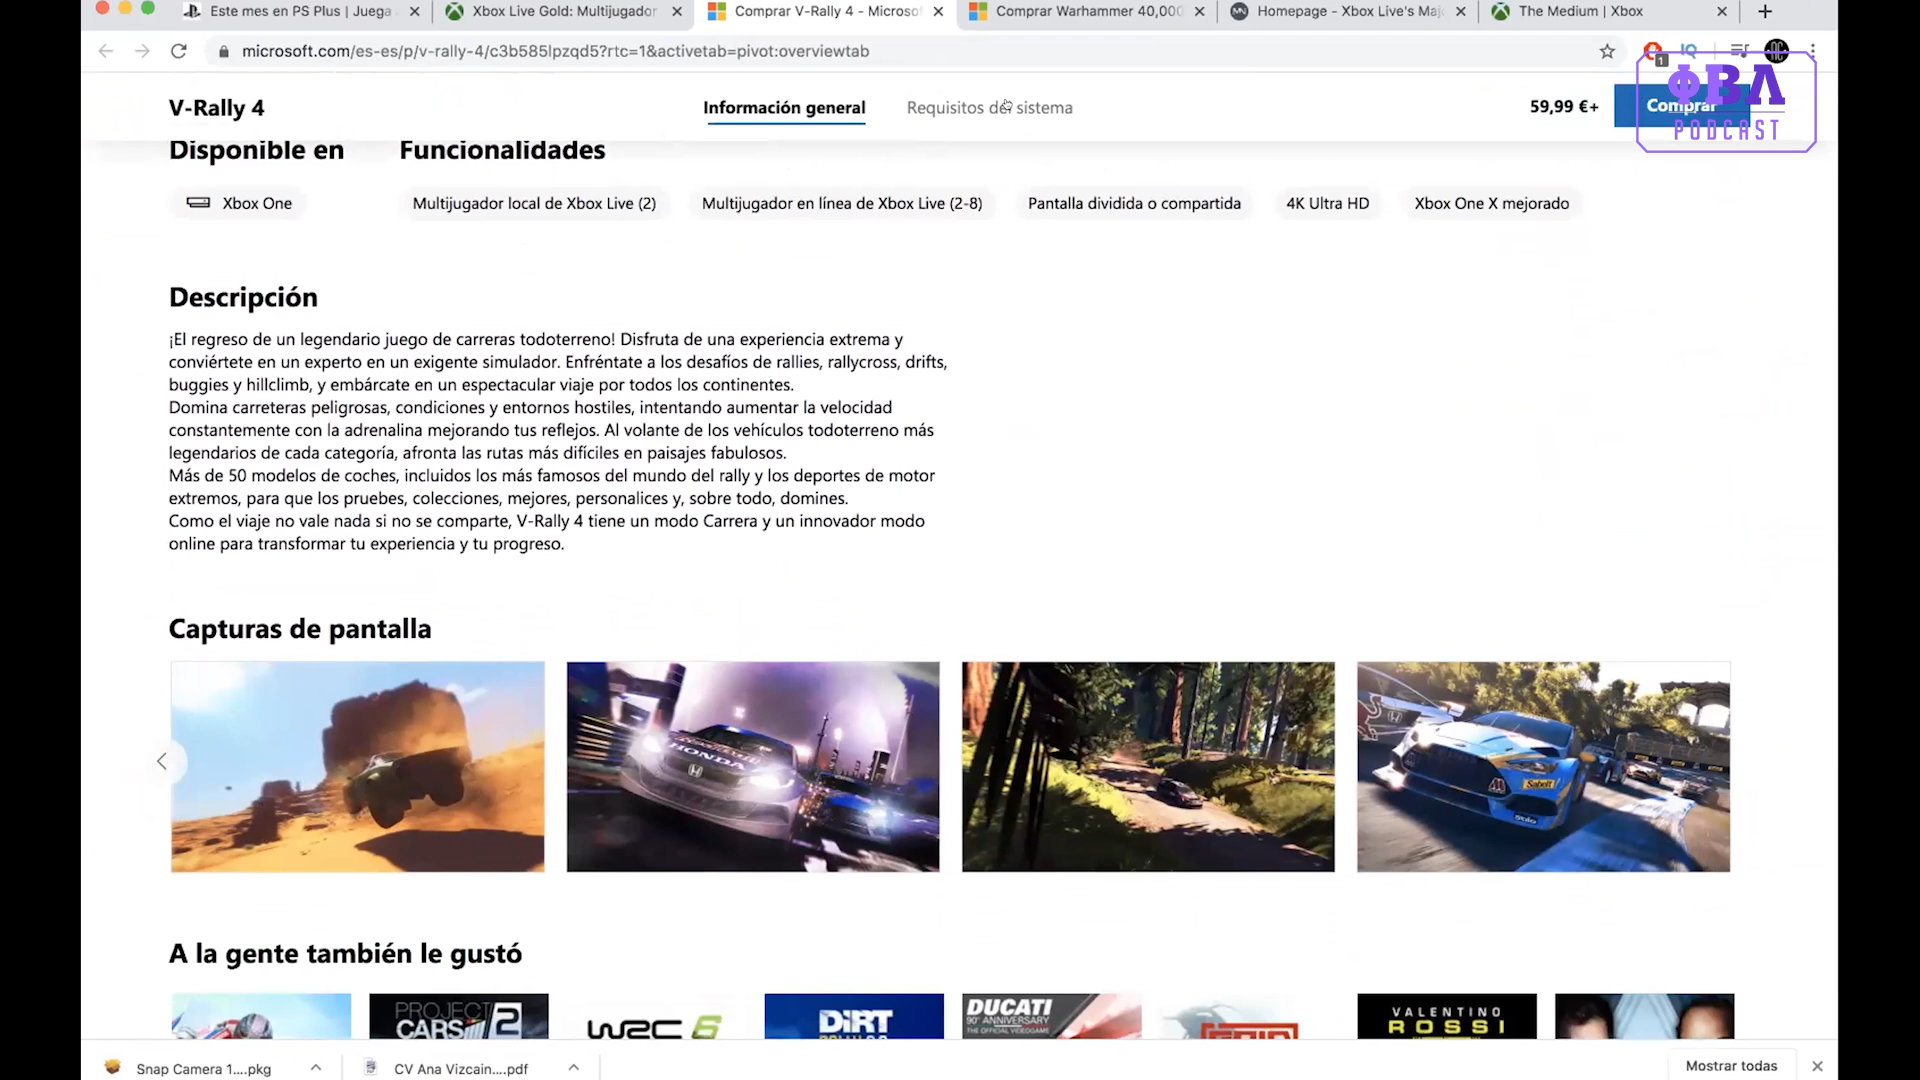 Este mes en PS Plus | Juega
Xbox Live Gold: Multijugador
Comprar V-Rally 4 - Microso
Comprar Warhammer 40,000
Homepage - Xbox Live's Maj
The Medium | Xbox
microsoft.com/es-es/p/v-rally-4/c3b585lpzqd5?rtc=1&activetab=pivot:overviewtab
1
IQ
ΦBΛ
PODCAST
V-Rally 4
Información general
Requisitos del sistema
59,99 €+
Comprar
Disponible en
Funcionalidades
Xbox One
Multijugador local de Xbox Live (2)
Multijugador en línea de Xbox Live (2-8)
Pantalla dividida o compartida
4K Ultra HD
Xbox One X mejorado
Descripción
¡El regreso de un legendario juego de carreras todoterreno! Disfruta de una experiencia extrema y
conviértete en un experto en un exigente simulador. Enfréntate a los desafíos de rallies, rallycross, drifts,
buggies y hillclimb, y embárcate en un espectacular viaje por todos los continentes.
Domina carreteras peligrosas, condiciones y entornos hostiles, intentando aumentar la velocidad
constantemente con la adrenalina mejorando tus reflejos. Al volante de los vehículos todoterreno más
legendarios de cada categoría, afronta las rutas más difíciles en paisajes fabulosos.
Más de 50 modelos de coches, incluidos los más famosos del mundo del rally y los deportes de motor
extremos, para que los pruebes, colecciones, mejores, personalices y, sobre todo, domines.
Como el viaje no vale nada si no se comparte, V-Rally 4 tiene un modo Carrera y un innovador modo
online para transformar tu experiencia y tu progreso.
Capturas de pantalla
HONDA
Sabelt
Solo
A la gente también le gustó
PROJECT
CARS 2
WRC 6
DiRT
DUCATI
90TH ANNIVERSARY
THE OFFICIAL VIDEOGAME
VALENTINO
ROSSI
Snap Camera 1....pkg
CV Ana Vizcain....pdf
Mostrar todas